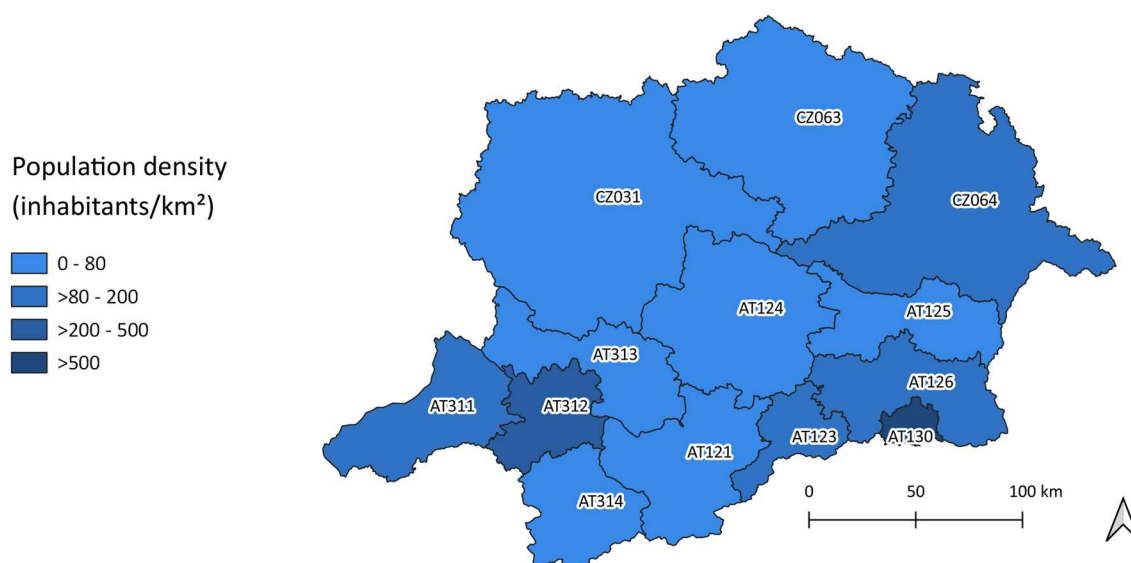 Population density
(inhabitants/km²)
0 - 80
>80 - 200
>200 - 500
>500
CZ063
CZ031
CZ064
AT124
AT125
AT313
AT126
AT311
AT312
AT123
AT130
AT121
AT314
0
50
100 km